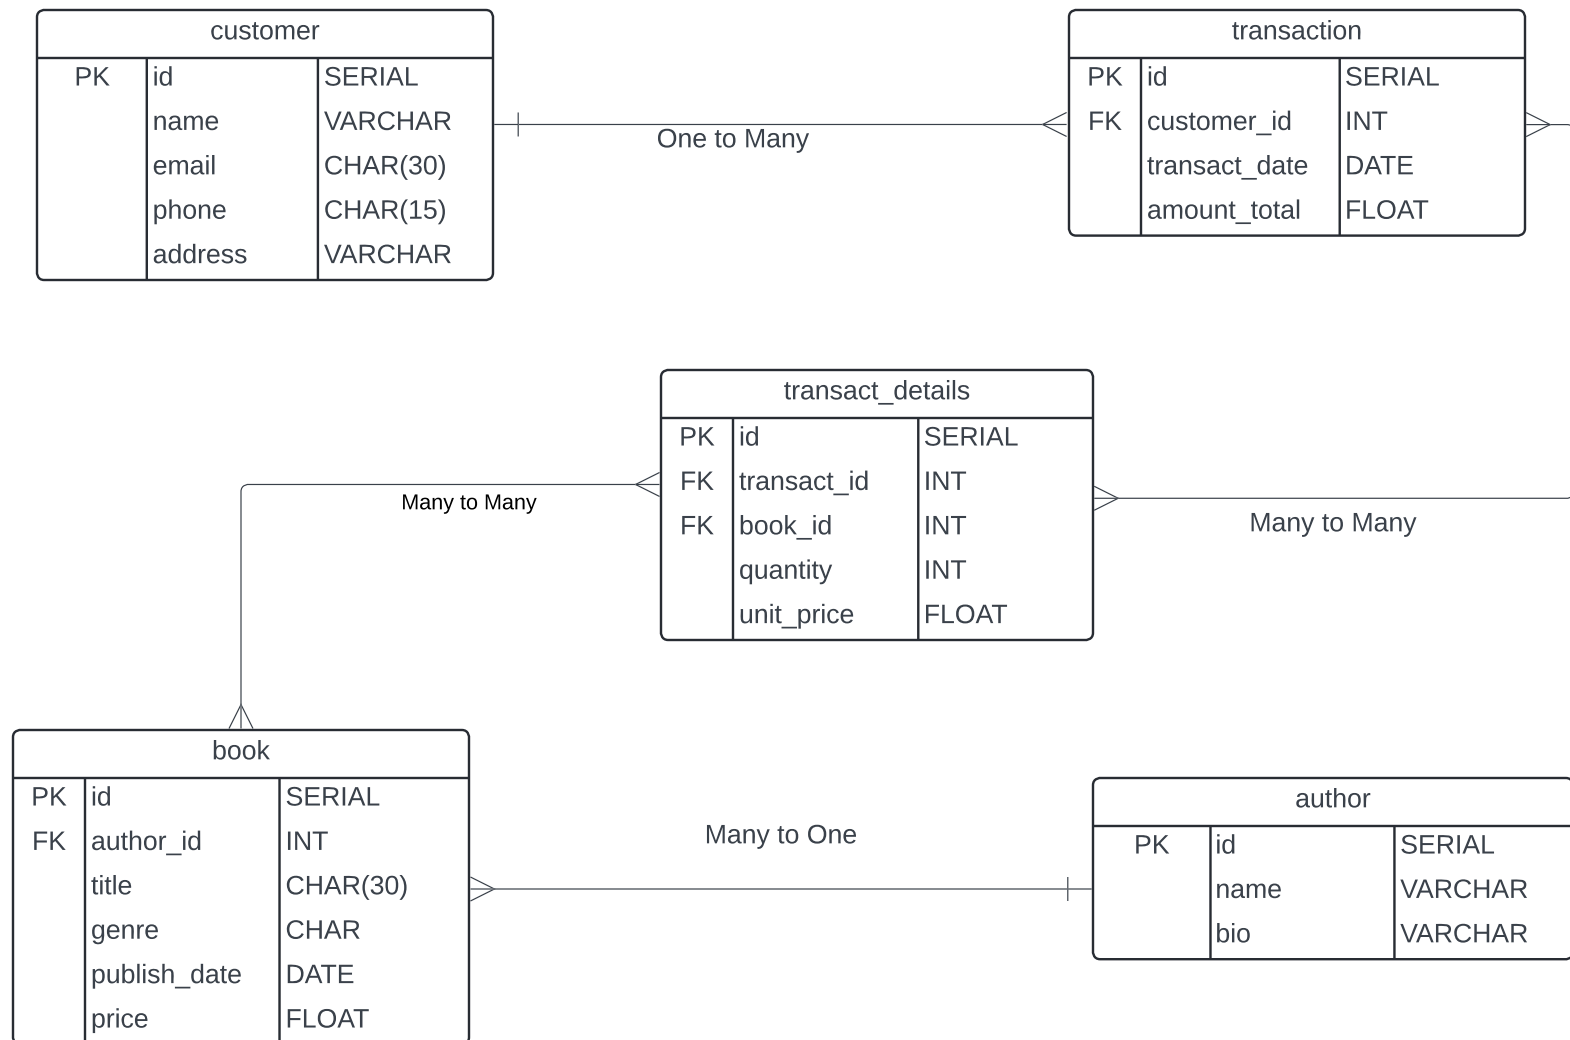 customer
PK id SERIAL
name VARCHAR
email CHAR(30)
phone CHAR(15)
address VARCHAR
One to Many
transaction
PK id SERIAL
FK customer_id INT
transact_date DATE
amount_total FLOAT
transact_details
PK id SERIAL
FK transact_id INT
FK book_id INT
quantity INT
unit_price FLOAT
Many to Many
Many to Many
book
PK id SERIAL
FK author_id INT
title CHAR(30)
genre CHAR
publish_date DATE
price FLOAT
Many to One
author
PK id SERIAL
name VARCHAR
bio VARCHAR